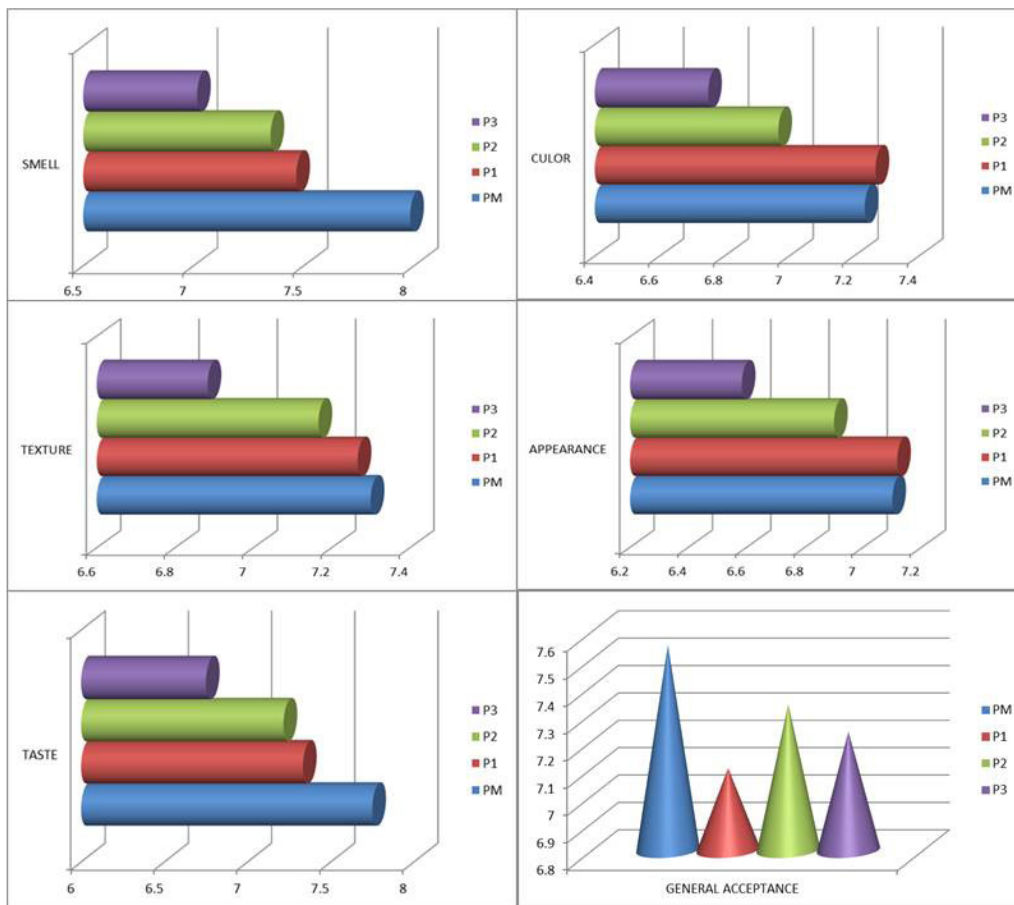 SMELL
P3
P2
P1
PM
6.5 7 7.5 8
CULOR
P3
P2
P1
PM
6.4 6.6 6.8 7 7.2 7.4
TEXTURE
P3
P2
P1
PM
6.6 6.8 7 7.2 7.4
APPEARANCE
P3
P2
P1
PM
6.2 6.4 6.6 6.8 7 7.2
TASTE
P3
P2
P1
PM
6 6.5 7 7.5 8
7.6
7.5
7.4
7.3
7.2
7.1
7
6.9
6.8
GENERAL ACCEPTANCE
PM
P1
P2
P3